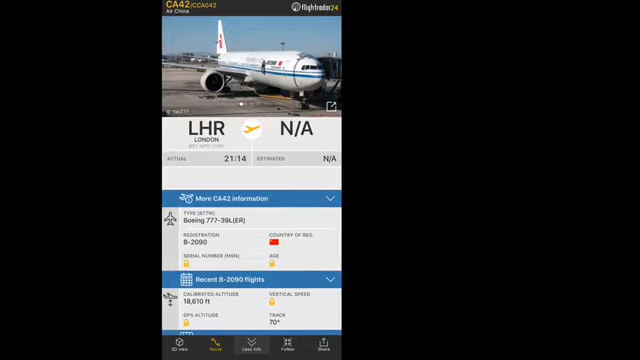 CA42/CCA042
Air China
flightradar24
© Yan777
LHR
N/A
LONDON
ACTUAL
21:14
ESTIMATED
N/A
More CA42 information
TYPE (B77W)
Boeing 777-39L(ER)
REGISTRATION
COUNTRY OF REG.
B-2090
SERIAL NUMBER (MSN)
AGE
Recent B-2090 flights
CALIBRATED ALTITUDE
VERTICAL SPEED
18,610 ft
GPS ALTITUDE
TRACK
70°
3D view
Route
Less info
Follow
Share